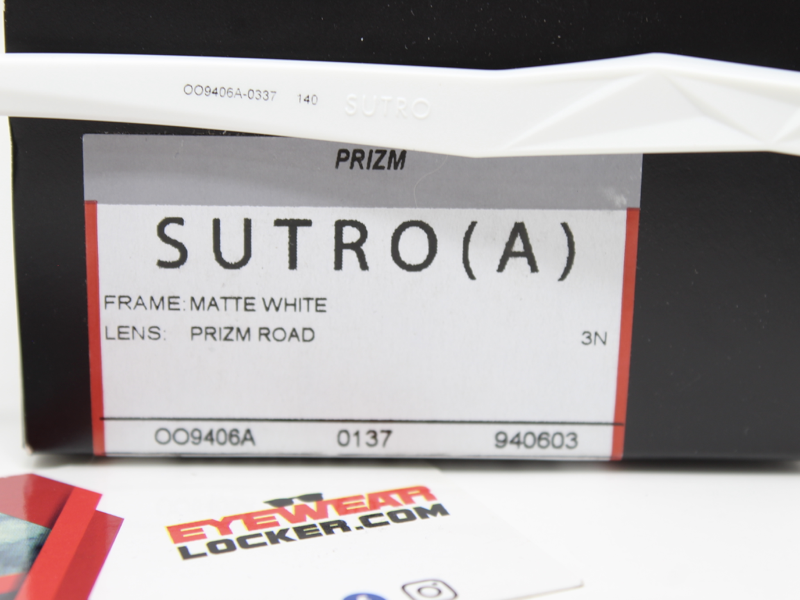 OO9406A-0337 140 SUTRO
PRIZM
SUTRO(A)
FRAME: MATTE WHITE
LENS: PRIZM ROAD 3N
OO9406A 0137 940603
EYEWEAR
LOCKER.COM